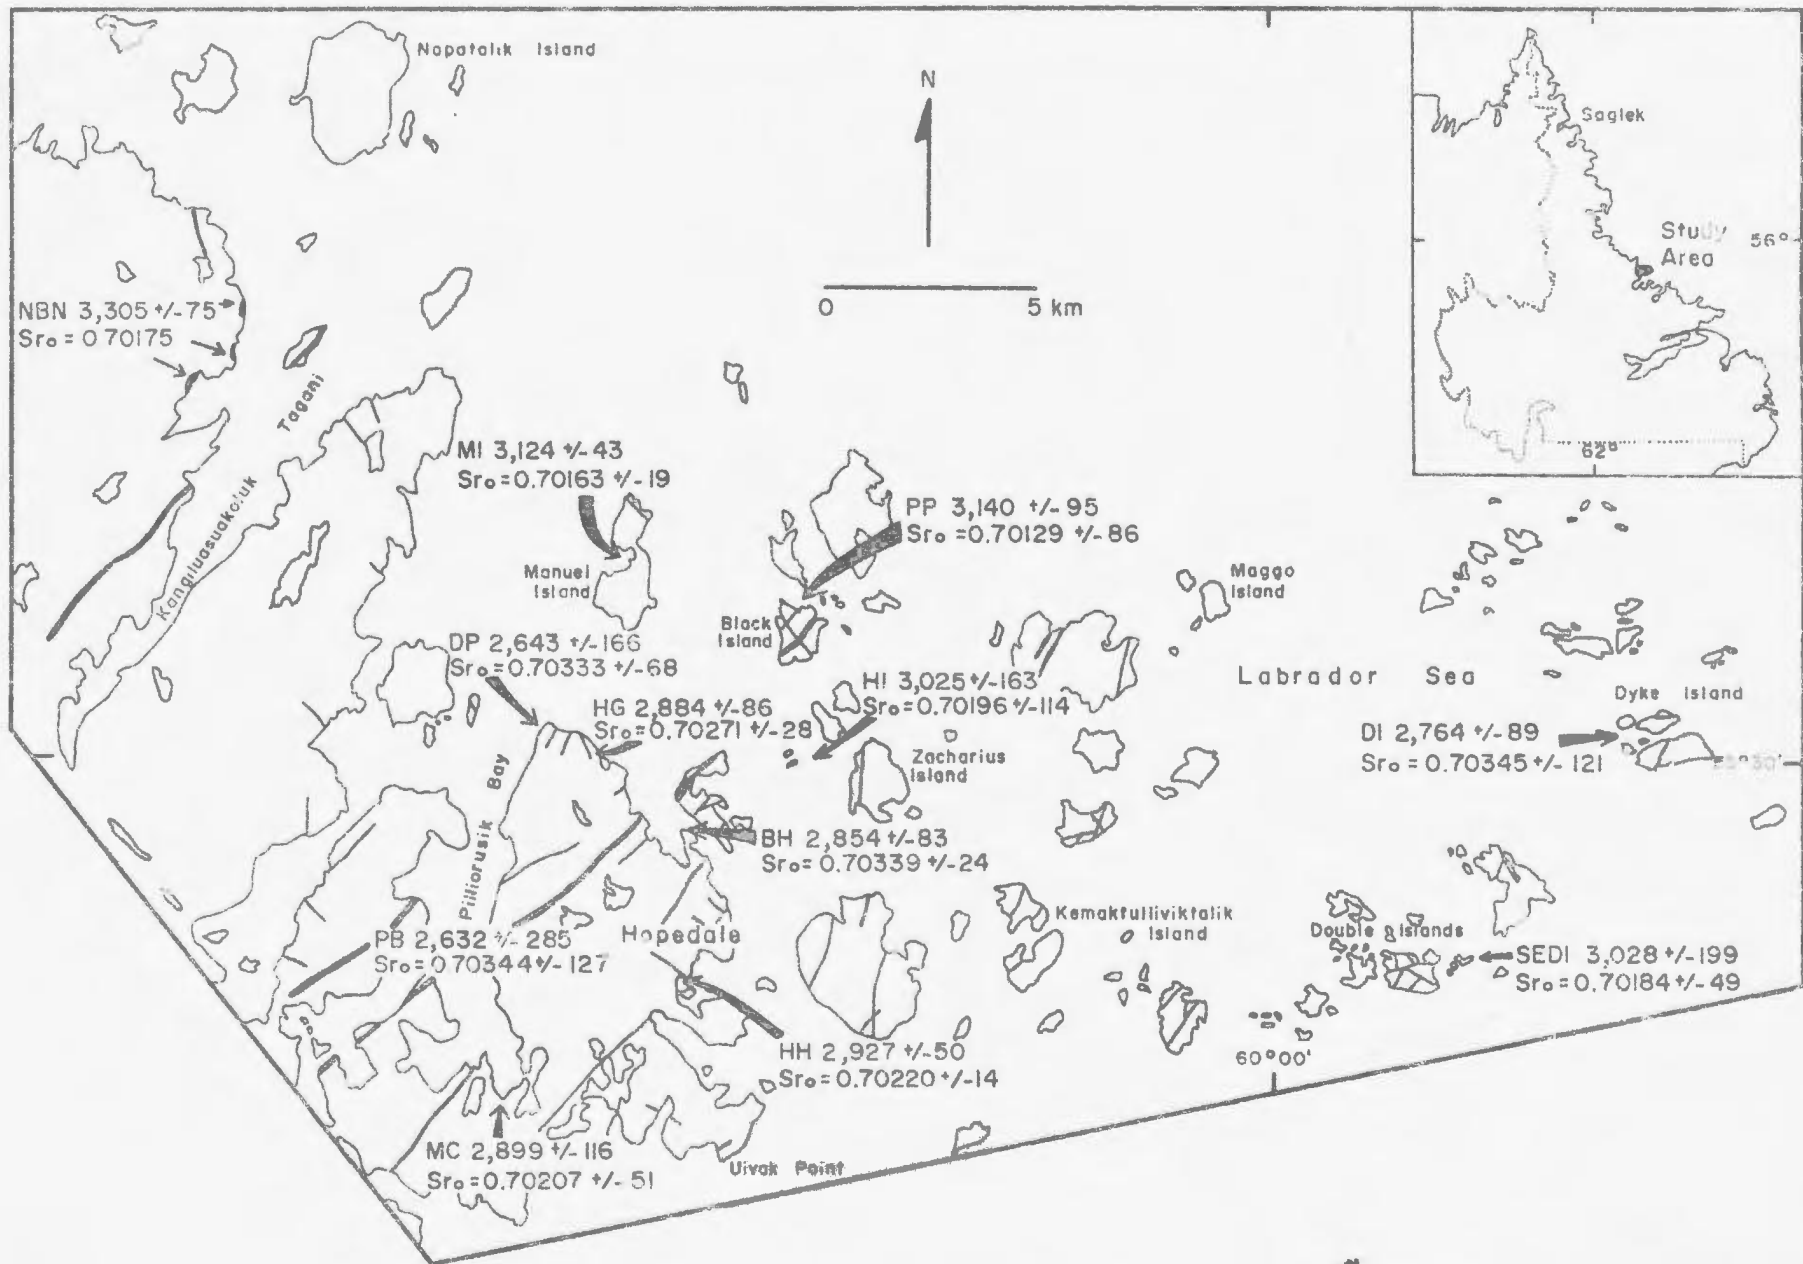 Napatalik Island
N
Saglek
Study
Area
56°
0 5 km
NBN 3,305 +/-75
Sro= 0.70175
Tagani
Kangiluasuakoluk
MI 3,124 +/-43
Sro=0.70163 +/-19
PP 3,140 +/- 95
Sro =0.70129 +/- 86
62°
Manuel
Island
Maggo
Island
Black
Island
DP 2,643 +/-166
Sro=0.70333 +/-68
HI 3,025 +/-163
Sro=0.70196 +/-114
Labrador Sea
HG 2,884 +/-86
Sro=0.70271 +/-28
Dyke Island
Zacharius
Island
DI 2,764 +/-89
Sro= 0.70345 +/- 121
55°30'
Piiliorusik Bay
BH 2,854 +/-83
Sro= 0.70339 +/-24
PB 2,632 +/- 285
Sro= 0.70344 +/- 127
Hopedale
Kemaktulliviktalik
Island
Double Islands
SEDI 3,028 +/-199
Sro= 0.70184 +/- 49
HH 2,927 +/-50
Sro= 0.70220 +/-14
60°00'
MC 2,899 +/- 116
Sro=0.70207 +/- 51
Uivak Point